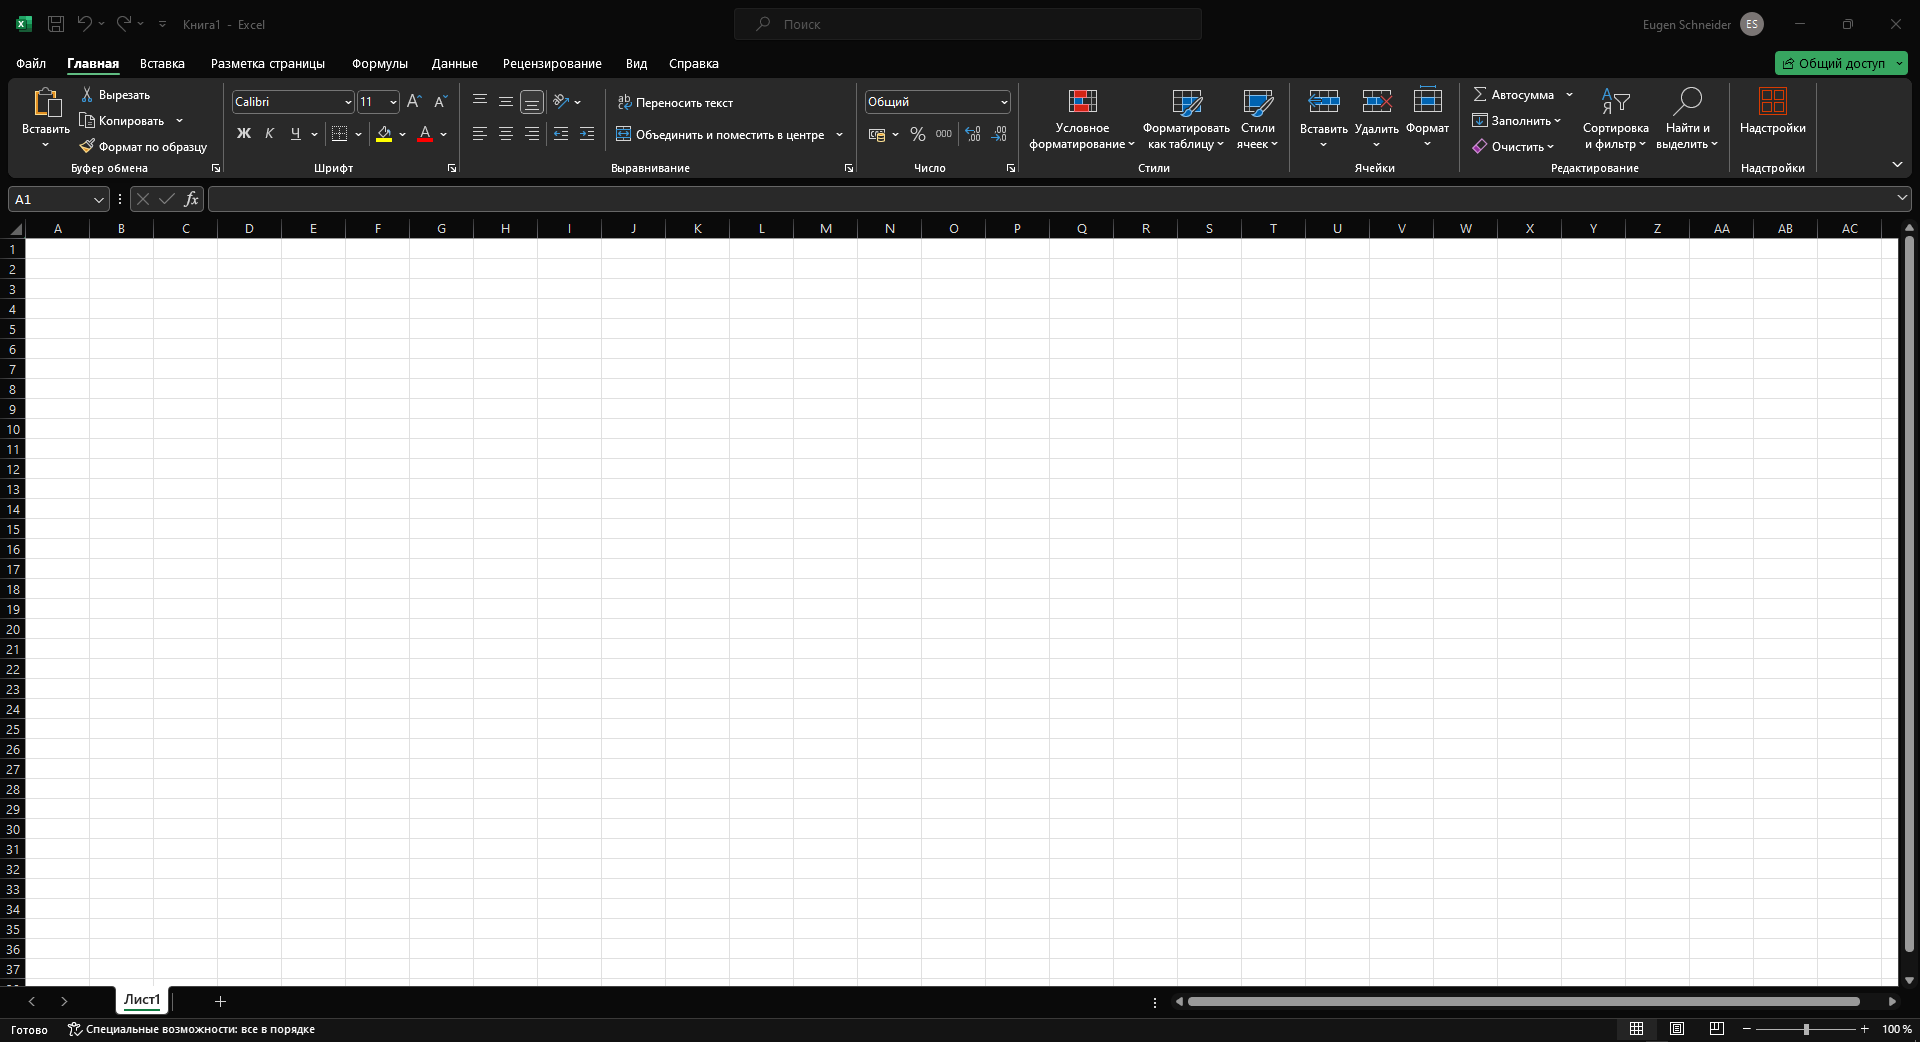 Книга1 - Excel
Поиск
Eugen Schneider
ES
Файл Главная Вставка Разметка страницы Формулы Данные Рецензирование Вид Справка
Общий доступ
Вставить
Вырезать
Копировать
Формат по образцу
Буфер обмена
Calibri 11
Ж К Ч
Шрифт
Переносить текст
Объединить и поместить в центре
Выравнивание
Общий
% 000
Число
Условное
форматирование
Форматировать
как таблицу
Стили
ячеек
Стили
Вставить
Удалить
Формат
Ячейки
Автосумма
Заполнить
Очистить
Сортировка
и фильтр
Найти и
выделить
Редактирование
Надстройки
Надстройки
A1
fx
A B C D E F G H I J K L M N O P Q R S T U V W X Y Z AA AB AC
1
2
3
4
5
6
7
8
9
10
11
12
13
14
15
16
17
18
19
20
21
22
23
24
25
26
27
28
29
30
31
32
33
34
35
36
37
Лист1
Готово
Специальные возможности: все в порядке
100 %